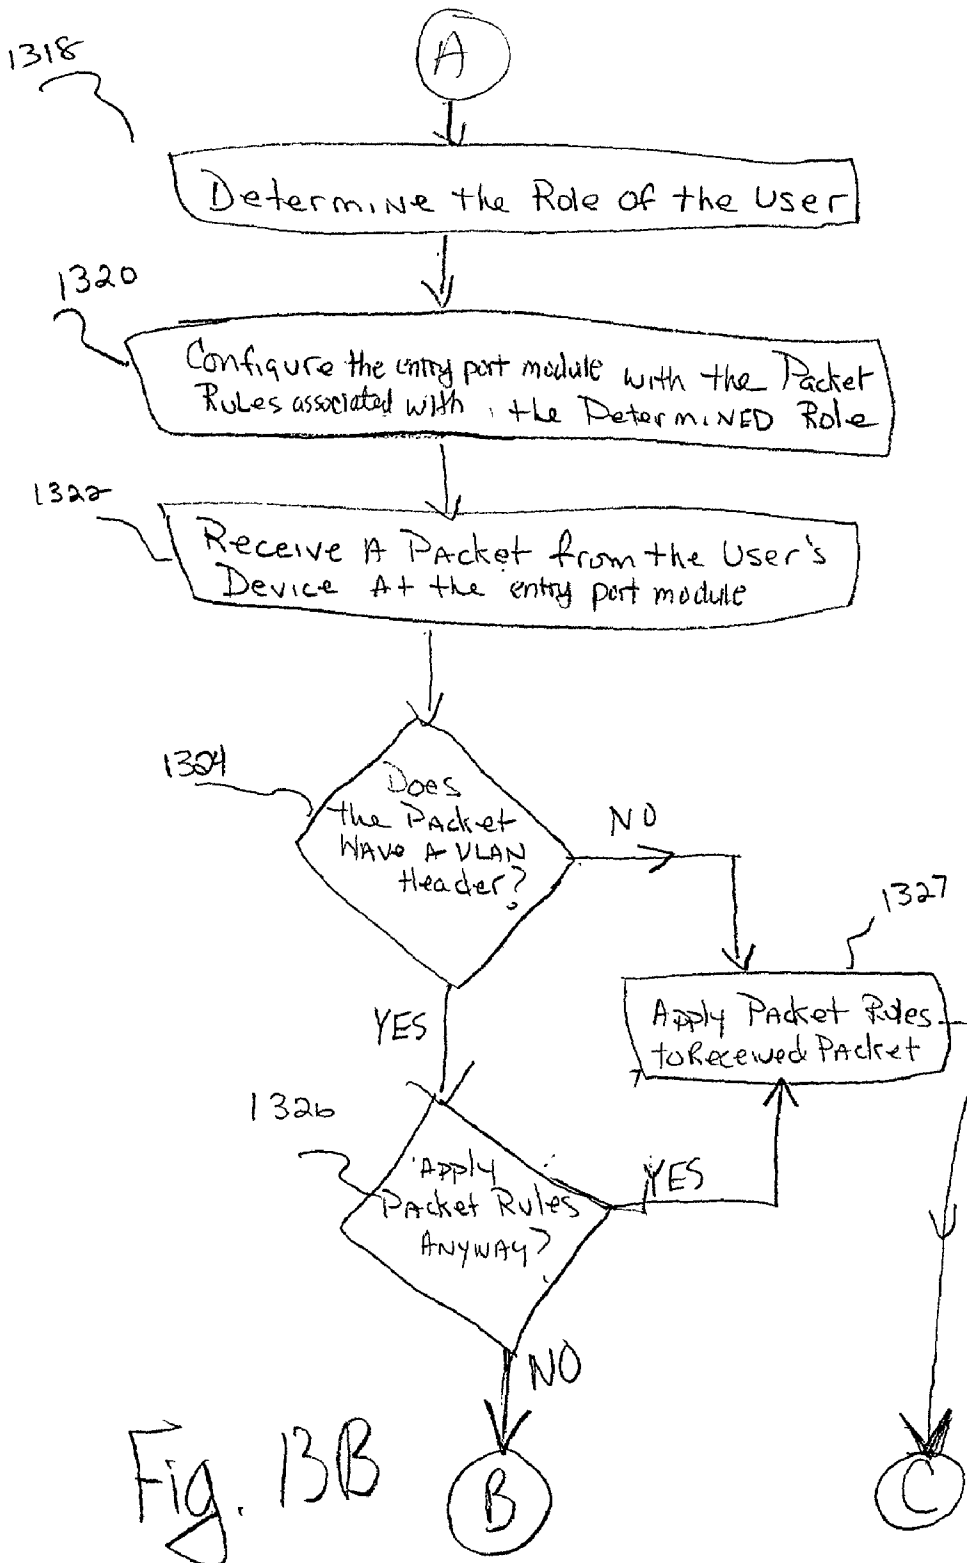 A
1318
Determine the Role of the User
1320
Configure the entry port module with the Packet
Rules associated with the Determined Role
1322
Receive A Packet from the User's
Device At the entry port module
1324
Does
the Packet
Have A VLAN
Header?
NO
1327
Apply Packet Rules
to Received Packet
YES
1326
Apply
Packet Rules
Anyway?
YES
NO
Fig. 13B
B
C